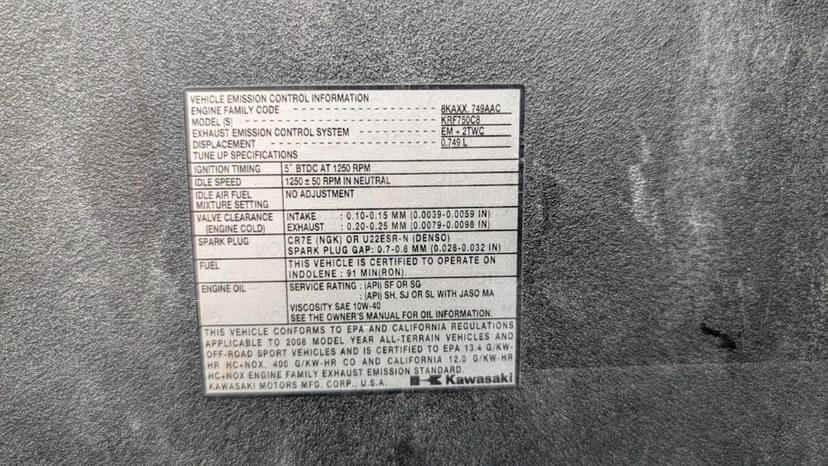 VEHICLE EMISSION CONTROL INFORMATION
ENGINE FAMILY CODE - - - - - - - - - - - - - - - - - - 8KAXX. 749AAC
MODEL (S) - - - - - - - - - - - - - - - - - - KRF750C8
EXHAUST EMISSION CONTROL SYSTEM - - - - - - EM + 2TWC
DISPLACEMENT - - - - - - - - - - - - - - - - - - 0.749 L
TUNE UP SPECIFICATIONS
IGNITION TIMING 5° BTDC AT 1250 RPM
IDLE SPEED 1250 ± 50 RPM IN NEUTRAL
IDLE AIR FUEL NO ADJUSTMENT
MIXTURE SETTING
VALVE CLEARANCE INTAKE : 0.10-0.15 MM (0.0039-0.0059 IN)
(ENGINE COLD) EXHAUST : 0.20-0.25 MM (0.0079-0.0098 IN)
SPARK PLUG CR7E (NGK) OR U22ESR-N (DENSO)
SPARK PLUG GAP: 0.7-0.8 MM (0.028-0.032 IN)
FUEL THIS VEHICLE IS CERTIFIED TO OPERATE ON
INDOLENE : 91 MIN(RON).
ENGINE OIL SERVICE RATING : (API) SF OR SG
: (API) SH, SJ OR SL WITH JASO MA
VISCOSITY SAE 10W-40
SEE THE OWNER'S MANUAL FOR OIL INFORMATION.
THIS VEHICLE CONFORMS TO EPA AND CALIFORNIA REGULATIONS
APPLICABLE TO 2008 MODEL YEAR ALL-TERRAIN VEHICLES AND
OFF-ROAD SPORT VEHICLES AND IS CERTIFIED TO EPA 13.4 G/KW-
HR HC+NOX, 400 G/KW-HR CO AND CALIFORNIA 12.0 G/KW-HR
HC+NOX ENGINE FAMILY EXHAUST EMISSION STANDARD.
KAWASAKI MOTORS MFG. CORP., U.S.A. Kawasaki